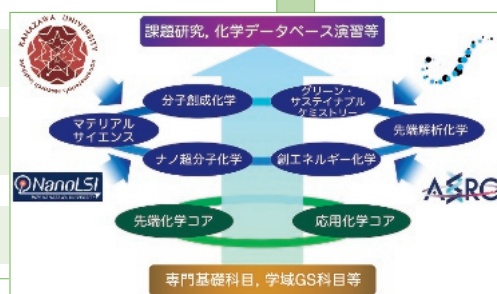 KANAZAWA UNIVERSITY
課題研究, 化学データベース演習等
分子創成化学
グリーン・
サステイナブル
ケミストリー
マテリアル
サイエンス
先端解析化学
ナノ超分子化学
創エネルギー化学
NanoLSI
先端化学コア
応用化学コア
専門基礎科目, 学域GS科目等